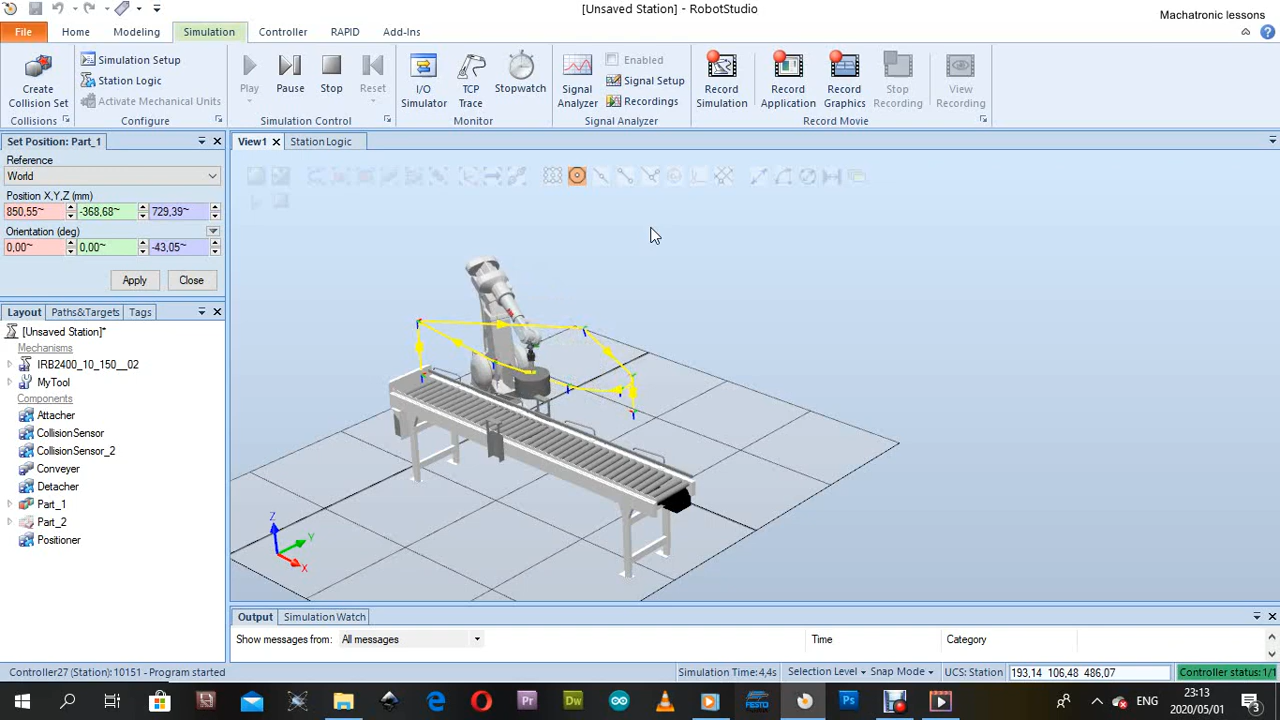 [Unsaved Station] - RobotStudio
Machatronic lessons
File Home Modeling Simulation Controller RAPID Add-Ins
Create Collision Set
Collisions
Simulation Setup
Station Logic
Activate Mechanical Units
Configure
Play Pause Stop Reset
Simulation Control
I/O Simulator TCP Trace Stopwatch
Monitor
Signal Analyzer
Enabled
Signal Setup
Recordings
Signal Analyzer
Record Simulation Record Application Record Graphics Stop Recording View Recording
Record Movie
Set Position: Part_1
Reference
World
Position X,Y,Z (mm)
850,55~ -368,68~ 729,39~
Orientation (deg)
0,00~ 0,00~ -43,05~
Apply Close
Layout Paths&Targets Tags
[Unsaved Station]*
Mechanisms
IRB2400_10_150__02
MyTool
Components
Attacher
CollisionSensor
CollisionSensor_2
Conveyer
Detacher
Part_1
Part_2
Positioner
View1 Station Logic
Z
Y
X
Output Simulation Watch
Show messages from: All messages Time Category
Controller27 (Station): 10151 - Program started
Simulation Time:4,4s Selection Level Snap Mode UCS: Station 193,14 106,48 486,07 Controller status: 1/1
Pr Dw FESTO Ps
ENG
23:13
2020/05/01
3